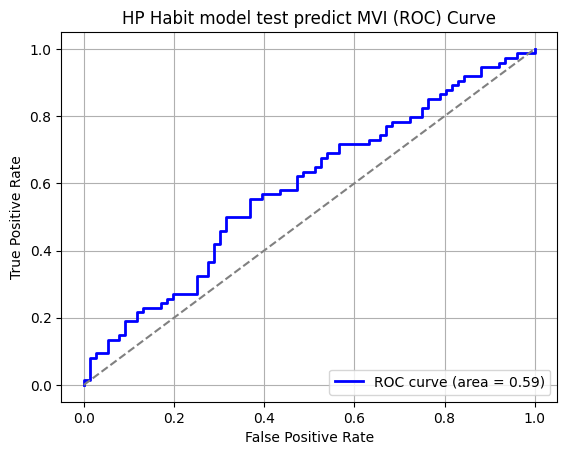 HP Habit model test predict MVI (ROC) Curve
True Positive Rate
1.0
0.8
0.6
0.4
0.2
0.0
ROC curve (area = 0.59)
0.0 0.2 0.4 0.6 0.8 1.0
False Positive Rate